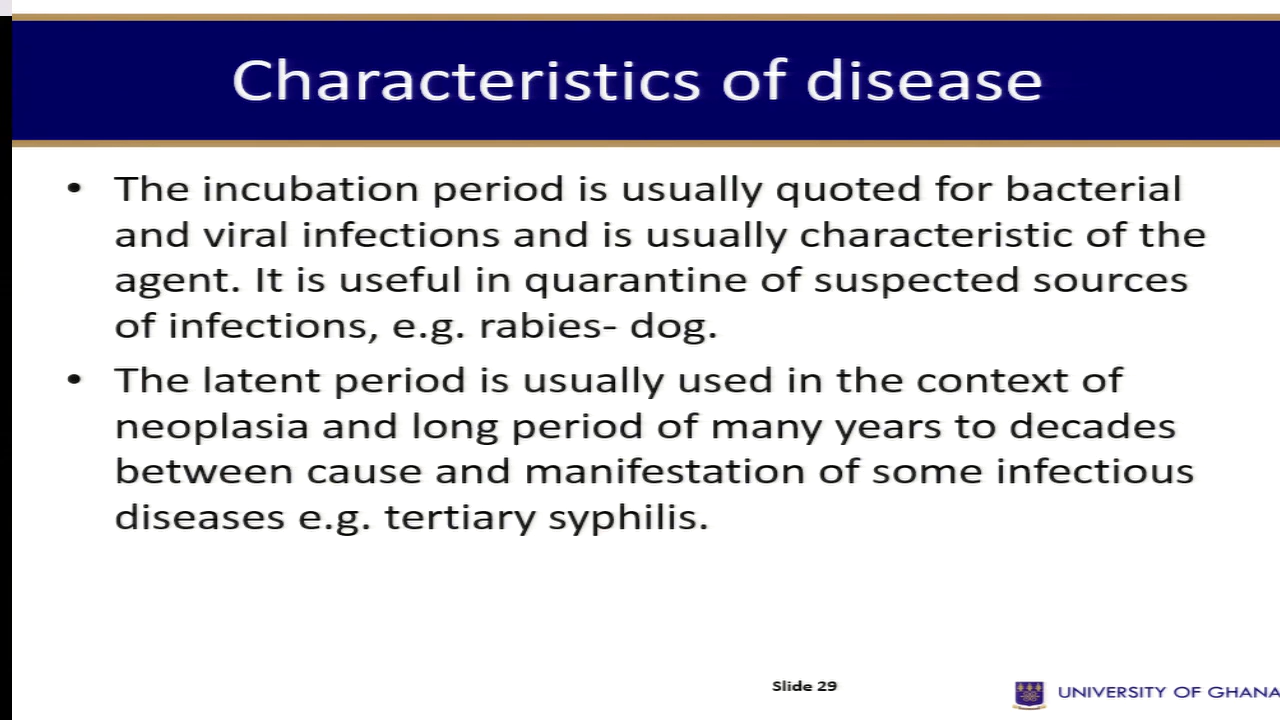 Characteristics of disease
• The incubation period is usually quoted for bacterial
and viral infections and is usually characteristic of the
agent. It is useful in quarantine of suspected sources
of infections, e.g. rabies- dog.
• The latent period is usually used in the context of
neoplasia and long period of many years to decades
between cause and manifestation of some infectious
diseases e.g. tertiary syphilis.
Slide 29
UNIVERSITY OF GHANA